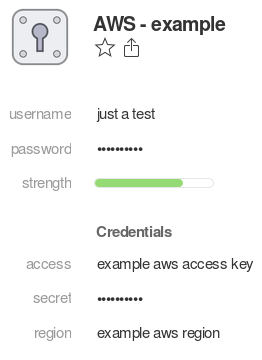 AWS - example
username just a test
password ••••••••••
strength
Credentials
access example aws access key
secret ••••••••••
region example aws region